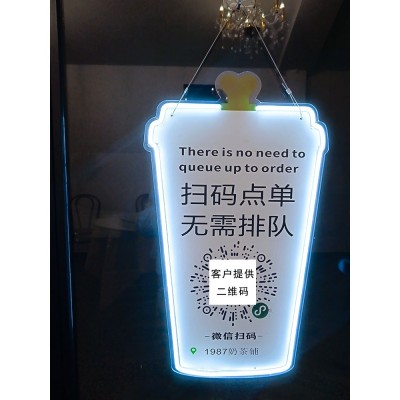 There is no need to
queue up to order
扫码点单
无需排队
客户提供
二维码
–微信扫码–
1987奶茶铺